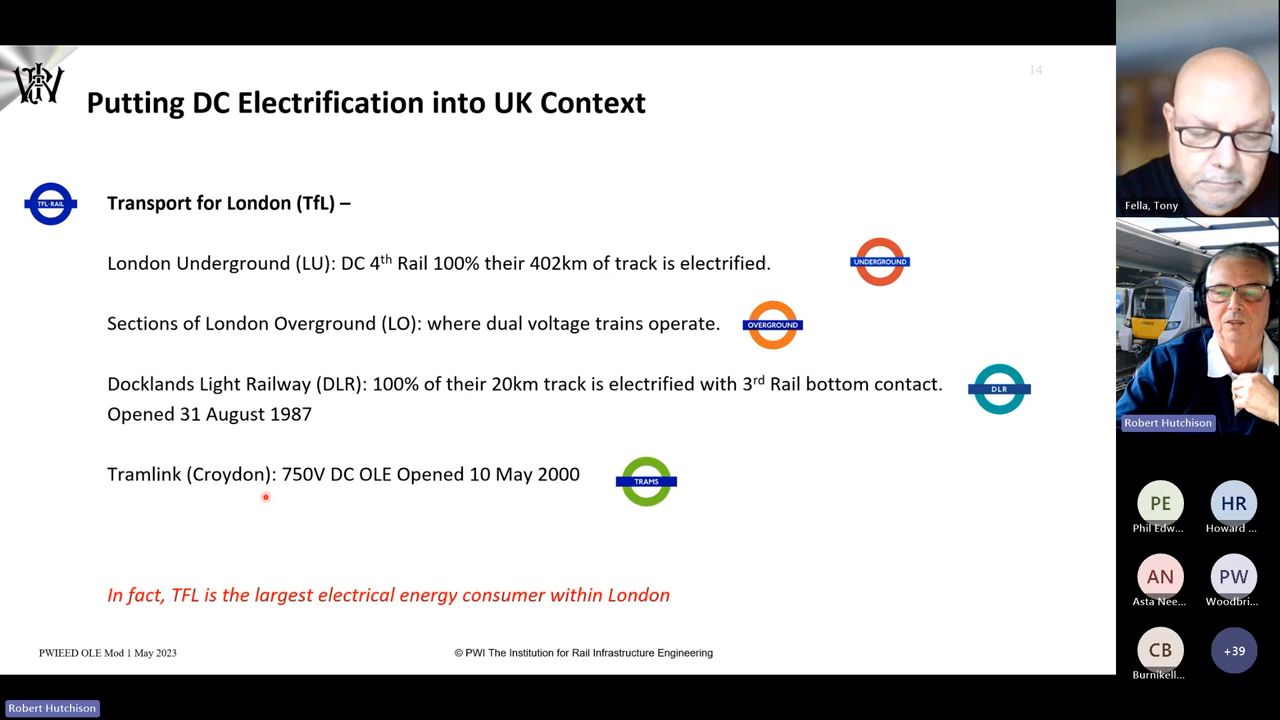 14
Putting DC Electrification into UK Context
TFL RAIL
Transport for London (TfL) –
London Underground (LU): DC 4th Rail 100% their 402km of track is electrified.
UNDERGROUND
Sections of London Overground (LO): where dual voltage trains operate.
OVERGROUND
Docklands Light Railway (DLR): 100% of their 20km track is electrified with 3rd Rail bottom contact.
Opened 31 August 1987
DLR
Tramlink (Croydon): 750V DC OLE Opened 10 May 2000
TRAMS
In fact, TFL is the largest electrical energy consumer within London
PWIEED OLE Mod 1 May 2023
© PWI The Institution for Rail Infrastructure Engineering
Robert Hutchison
Fella, Tony
Robert Hutchison
PE
Phil Edw...
HR
Howard ...
AN
Asta Nee...
PW
Woodbri...
CB
Burnikell...
+39